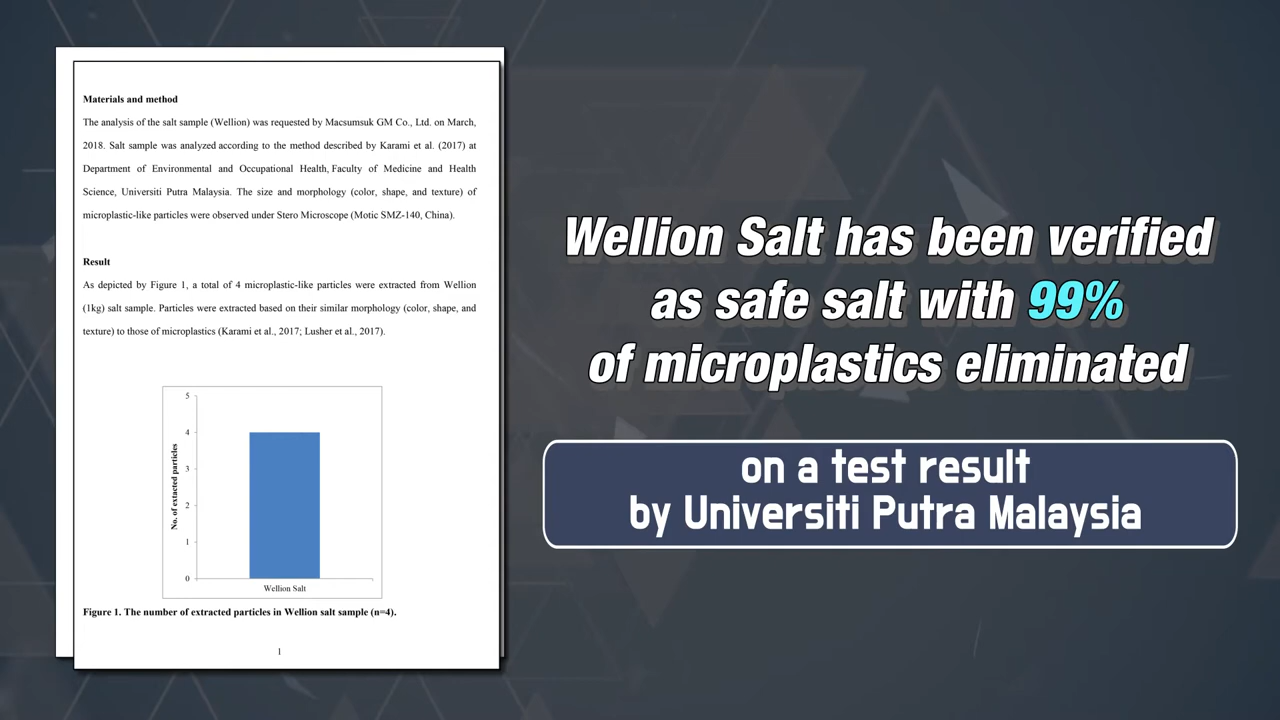 Materials and method
The analysis of the salt sample (Wellion) was requested by Macsumsuk GM Co., Ltd. on March,
2018. Salt sample was analyzed according to the method described by Karami et al. (2017) at
Department of Environmental and Occupational Health, Faculty of Medicine and Health
Science, Universiti Putra Malaysia. The size and morphology (color, shape, and texture) of
microplastic-like particles were observed under Stero Microscope (Motic SMZ-140, China).
Result
As depicted by Figure 1, a total of 4 microplastic-like particles were extracted from Wellion
(1kg) salt sample. Particles were extracted based on their similar morphology (color, shape, and
texture) to those of microplastics (Karami et al., 2017; Lusher et al., 2017).
No. of extacted particles
5
4
3
2
1
0
Wellion Salt
Figure 1. The number of extracted particles in Wellion salt sample (n=4).
1
Wellion Salt has been verified
as safe salt with 99%
of microplastics eliminated
on a test result
by Universiti Putra Malaysia